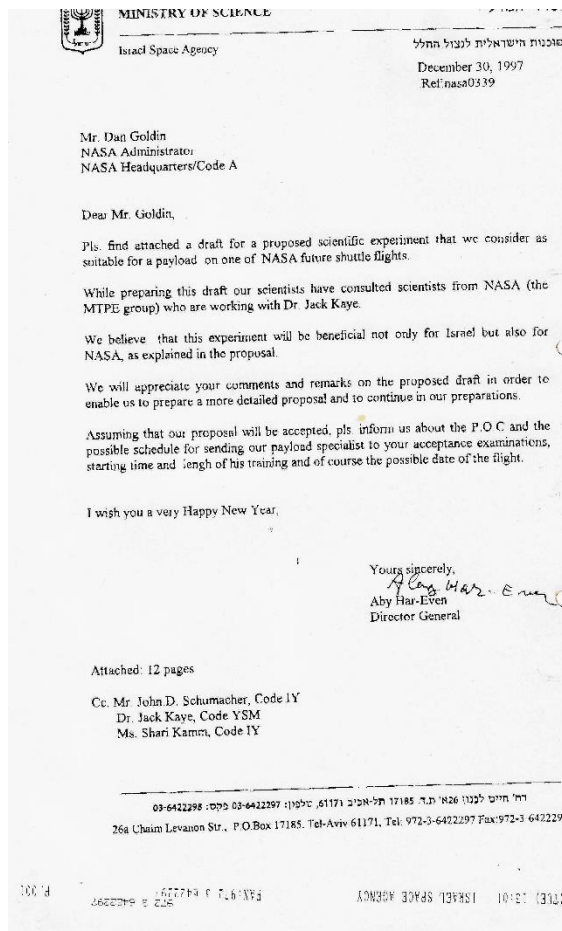 MINISTRY OF SCIENCE
Israel Space Agency
סוכנות הישראלית לנצול החלל
December 30, 1997
Ref:nasa0339
Mr. Dan Goldin
NASA Administrator
NASA Headquarters/Code A
Dear Mr. Goldin,
Pls. find attached a draft for a proposed scientific experiment that we consider as
suitable for a payload on one of NASA future shuttle flights.
While preparing this draft our scientists have consulted scientists from NASA (the
MTPE group) who are working with Dr. Jack Kaye.
We believe that this experiment will be beneficial not only for Israel but also for
NASA, as explained in the proposal.
We will appreciate your comments and remarks on the proposed draft in order to
enable us to prepare a more detailed proposal and to continue in our preparations.
Assuming that our proposal will be accepted, pls. inform us about the P.O.C and the
possible schedule for sending our payload specialist to your acceptance examinations,
starting time and lengh of his training and of course the possible date of the flight.
I wish you a very Happy New Year,
Yours sincerely,
Aby Har-Even
Aby Har-Even
Director General
Attached: 12 pages
Cc. Mr. John.D. Schumacher, Code IY
Dr. Jack Kaye, Code YSM
Ms. Shari Kamm, Code IY
רח' חיים לבנון 26א' ת.ד. 17185 תל-אביב 61171, טלפון: 03-6422297 פקס: 03-6422298
26a Chaim Levanon Str., P.O.Box 17185. Tel-Aviv 61171, Tel: 972-3-6422297 Fax:972-3 642229
ISRAEL SPACE AGENCY
FAX:972 3 6422298
972 3 6422298
P. 001